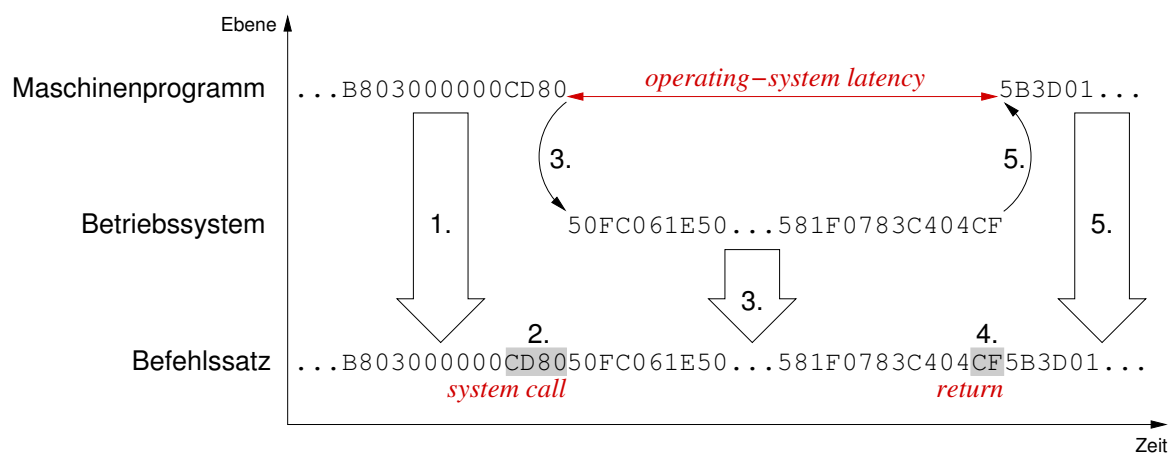 Ebene
Maschinenprogramm ...B803000000CD80 operating−system latency 5B3D01...
3. 5.
Betriebssystem 1. 50FC061E50...581F0783C404CF 5.
3.
2. 4.
Befehlssatz ...B803000000CD8050FC061E50...581F0783C404CF5B3D01...
system call return
Zeit